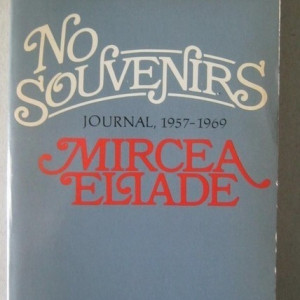 NO
SOUVENIRS
JOURNAL, 1957-1969
MIRCEA
ELIADE